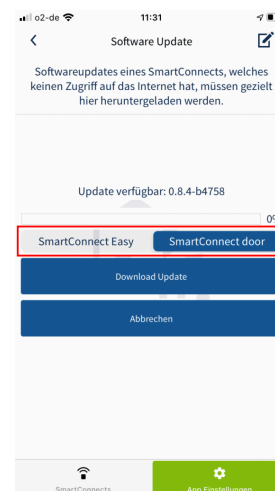 o2-de 11:31
Software Update
Softwareupdates eines SmartConnects, welches
keinen Zugriff auf das Internet hat, müssen gezielt
hier heruntergeladen werden.
Update verfügbar: 0.8.4-b4758
0%
SmartConnect Easy SmartConnect door
Download Update
Abbrechen
SmartConnects App Einstellungen